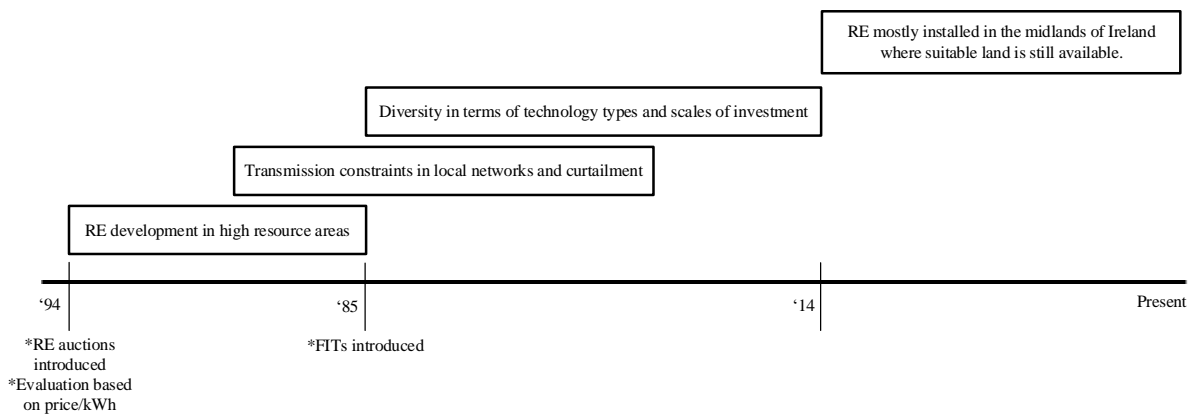 RE mostly installed in the midlands of Ireland
where suitable land is still available.
Diversity in terms of technology types and scales of investment
Transmission constraints in local networks and curtailment
RE development in high resource areas
‘94
‘85
‘14
Present
*RE auctions
introduced
*Evaluation based
on price/kWh
*FITs introduced